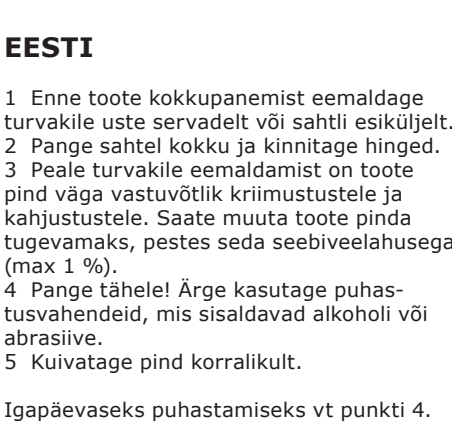 EESTI
1 Enne toote kokkupanemist eemaldage
turvakile uste servadelt või sahtli esiküljelt.
2 Pange sahtel kokku ja kinnitage hinged.
3 Peale turvakile eemaldamist on toote
pind väga vastuvõtlik kriimustustele ja
kahjustustele. Saate muuta toote pinda
tugevamaks, pestes seda seebiveelahusega
(max 1 %).
4 Pange tähele! Ärge kasutage puhas-
tusvahendeid, mis sisaldavad alkoholi või
abrasiive.
5 Kuivatage pind korralikult.
Igapäevaseks puhastamiseks vt punkti 4.